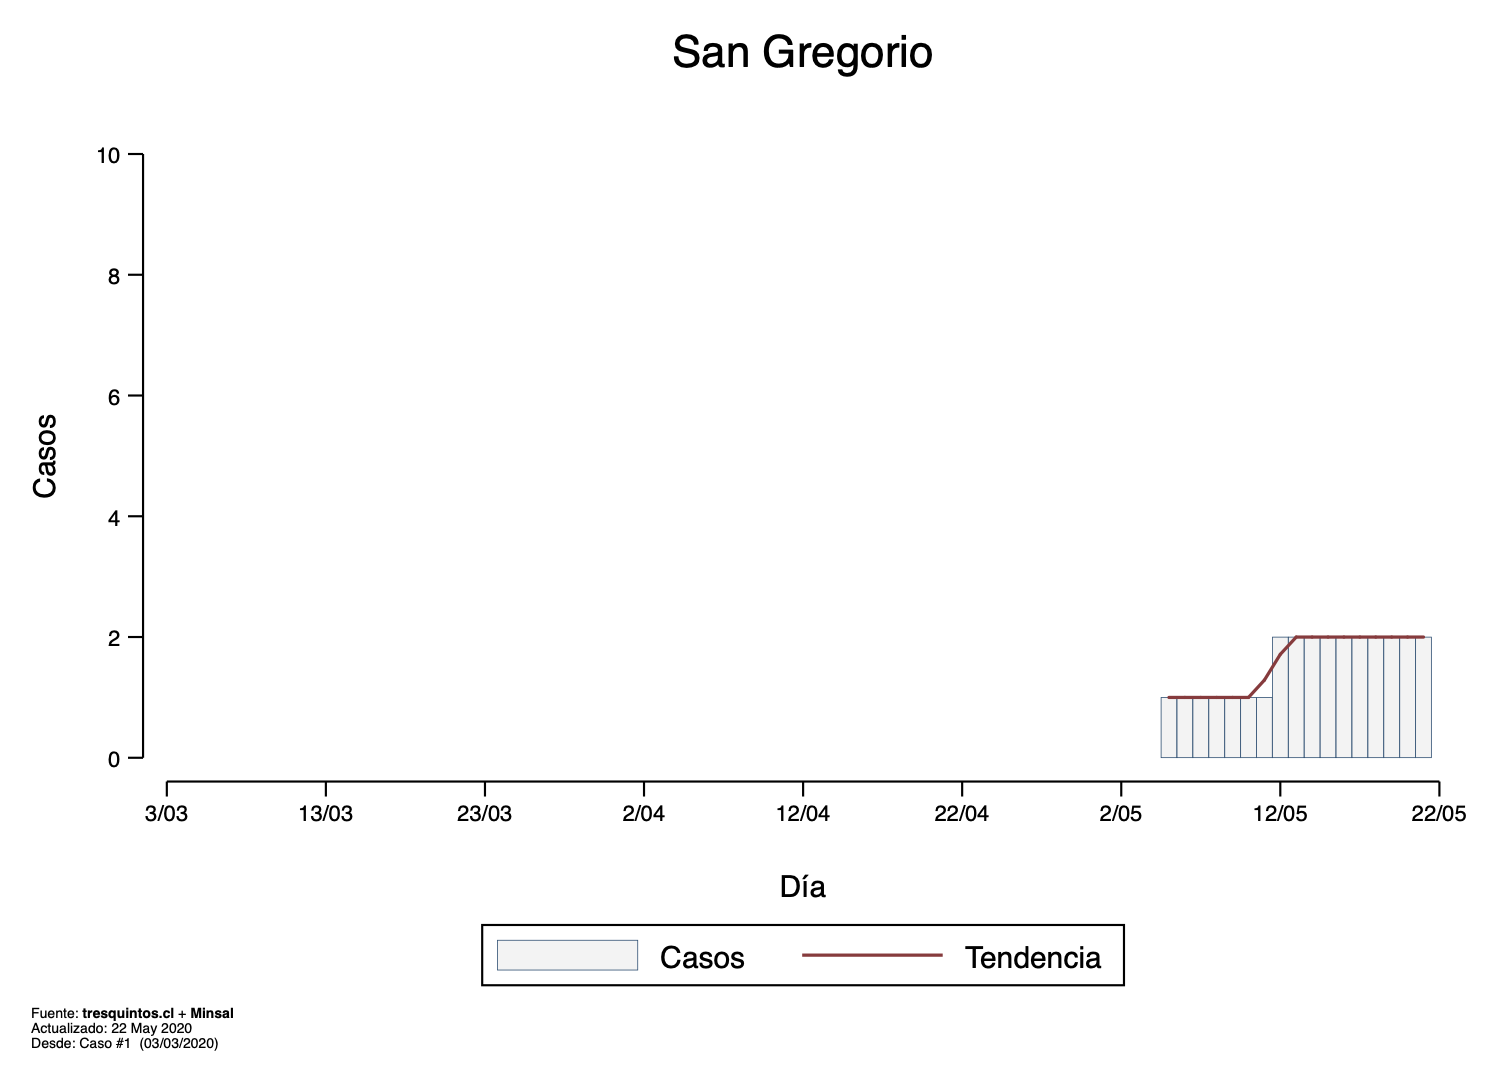 San Gregorio
10
8
6
4
2
0
Casos
3/03 13/03 23/03 2/04 12/04 22/04 2/05 12/05 22/05
Día
Casos Tendencia
Fuente: tresquintos.cl + Minsal
Actualizado: 22 May 2020
Desde: Caso #1 (03/03/2020)